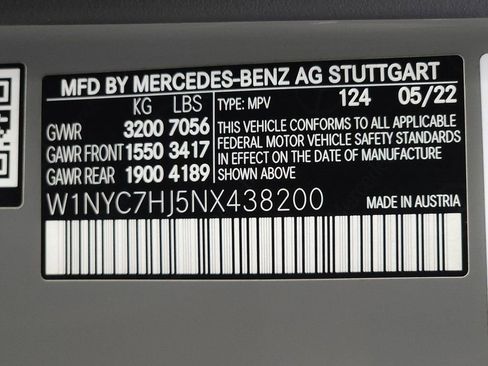 MFD BY MERCEDES-BENZ AG STUTTGART
KG LBS TYPE: MPV 124 05/22
GVWR 3200 7056 THIS VEHICLE CONFORMS TO ALL APPLICABLE
GAWR FRONT 1550 3417 FEDERAL MOTOR VEHICLE SAFETY STANDARDS
GAWR REAR 1900 4189 IN EFFECT ON THE DATE OF MANUFACTURE
SHOWN ABOVE
W1NYC7HJ5NX438200 MADE IN AUSTRIA